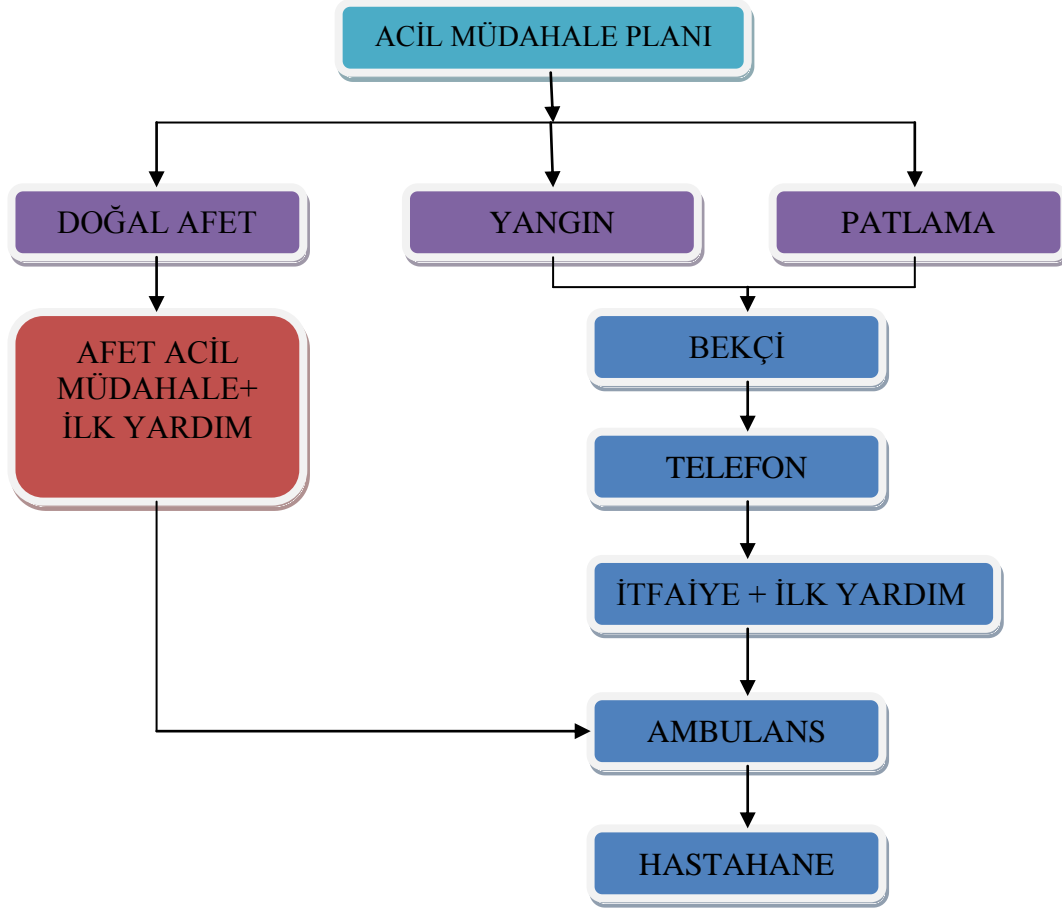 ACİL MÜDAHALE PLANI
DOĞAL AFET
YANGIN
PATLAMA
AFET ACİL
MÜDAHALE+
İLK YARDIM
BEKÇİ
TELEFON
İTFAİYE + İLK YARDIM
AMBULANS
HASTAHANE